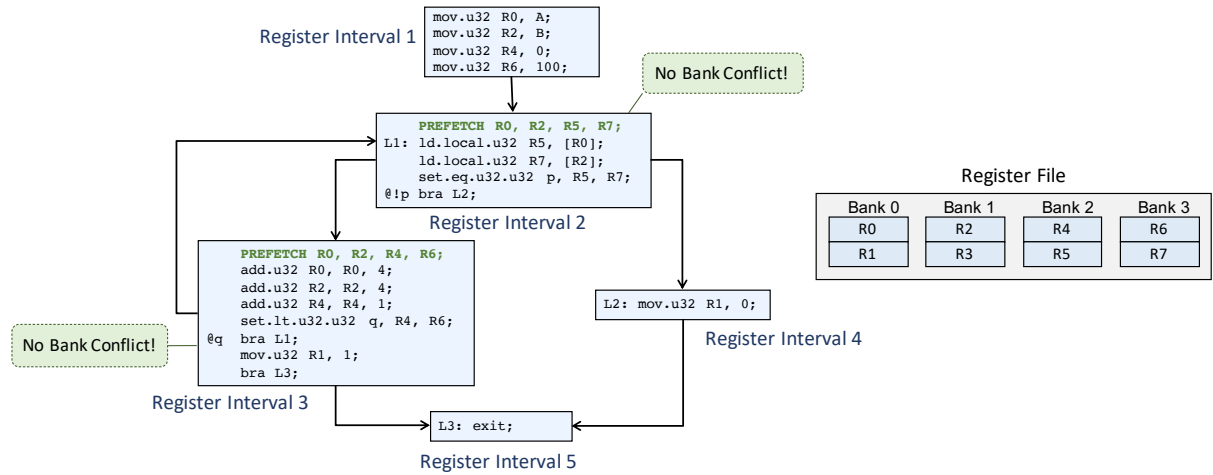 Register Interval 1
mov.u32 R0, A;
mov.u32 R2, B;
mov.u32 R4, 0;
mov.u32 R6, 100;
No Bank Conflict!
PREFETCH R0, R2, R5, R7;
L1: ld.local.u32 R5, [R0];
ld.local.u32 R7, [R2];
set.eq.u32.u32 p, R5, R7;
@!p bra L2;
Register Interval 2
PREFETCH R0, R2, R4, R6;
add.u32 R0, R0, 4;
add.u32 R2, R2, 4;
add.u32 R4, R4, 1;
set.lt.u32.u32 q, R4, R6;
@q bra L1;
mov.u32 R1, 1;
bra L3;
No Bank Conflict!
Register Interval 3
L2: mov.u32 R1, 0;
Register Interval 4
L3: exit;
Register Interval 5
Register File
Bank 0 Bank 1 Bank 2 Bank 3
R0 R2 R4 R6
R1 R3 R5 R7